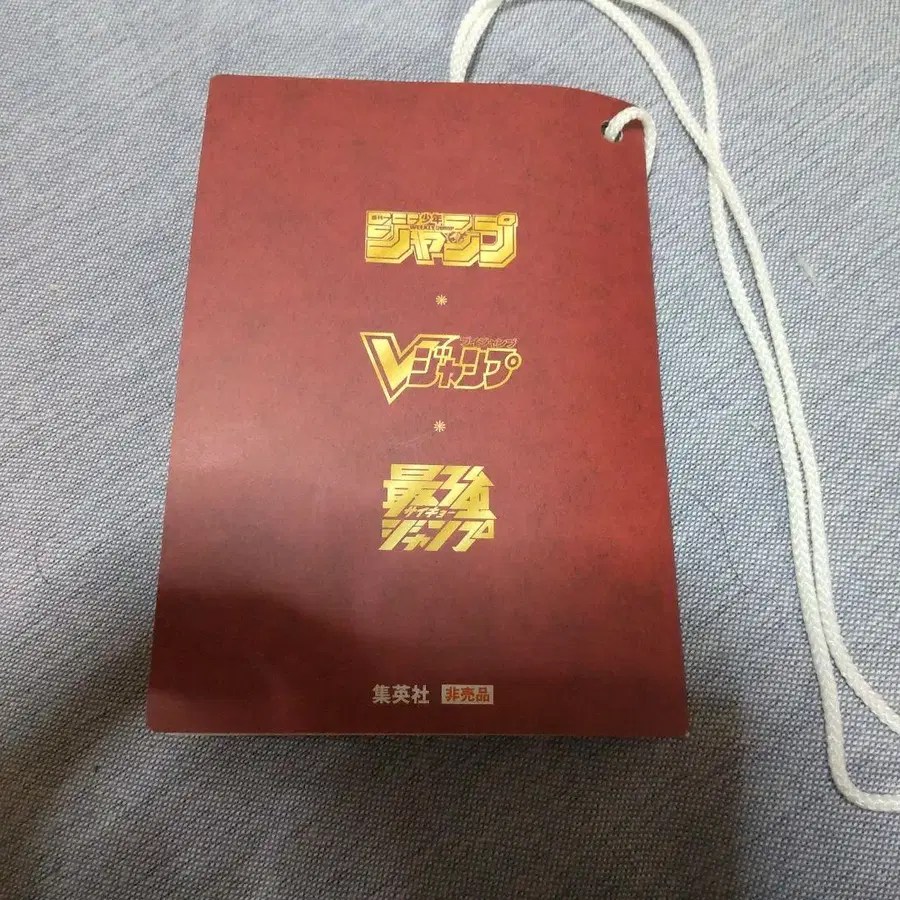 週刊少年
WEEKLY JUMP
ジャンプ
ブイジャンプ
Vジャンプ
最強
サイキョー
ジャンプ
集英社 非売品